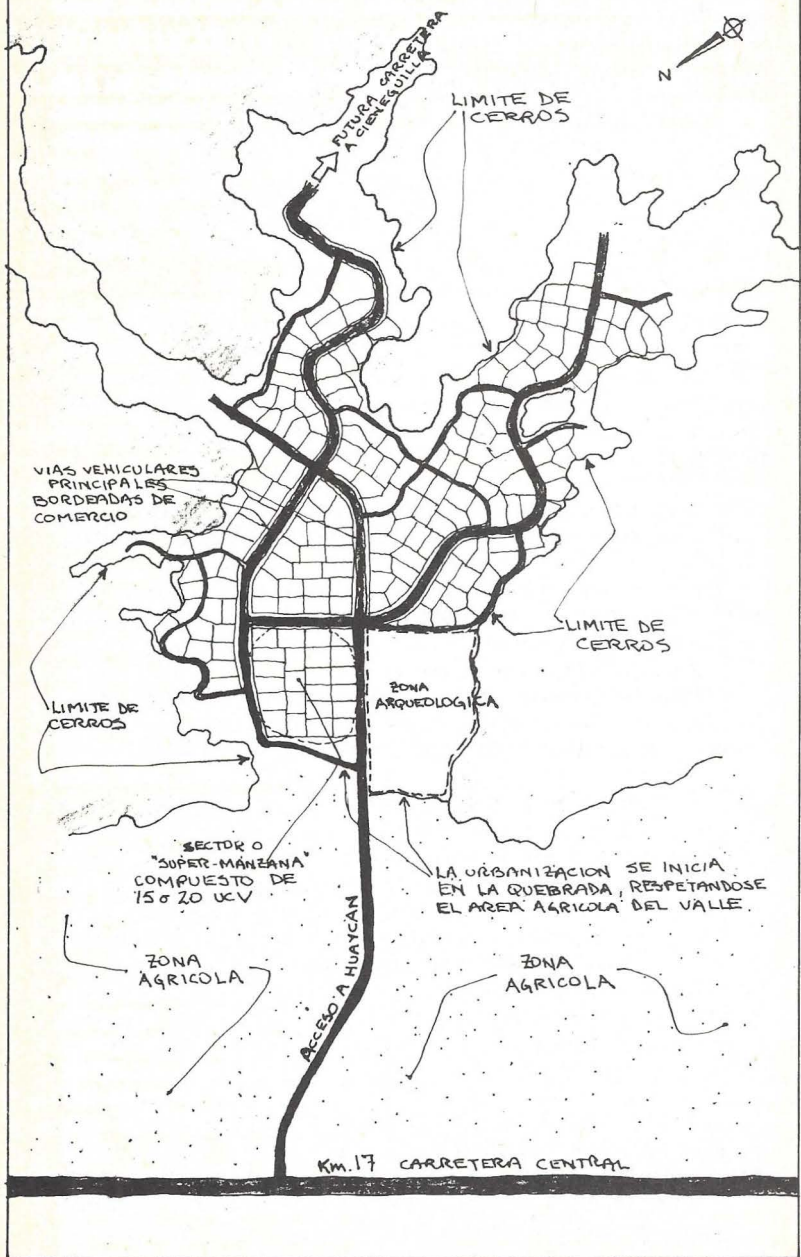 N
FUTURA CARRETERA
A CIENEGUILLA
LIMITE DE
CERROS
VIAS VEHICULARES
PRINCIPALES
BORDEADAS DE
COMERCIO
LIMITE DE
CERROS
LIMITE DE
CERROS
ZONA
ARQUEOLOGICA
SECTOR O
"SUPER-MANZANA"
COMPUESTO DE
15 o 20 UCV
LA URBANIZACION SE INICIA
EN LA QUEBRADA, RESPETANDOSE
EL AREA AGRICOLA DEL VALLE.
ZONA
AGRICOLA
ZONA
AGRICOLA
ACCESO A HUAYCAN
Km.17 CARRETERA CENTRAL